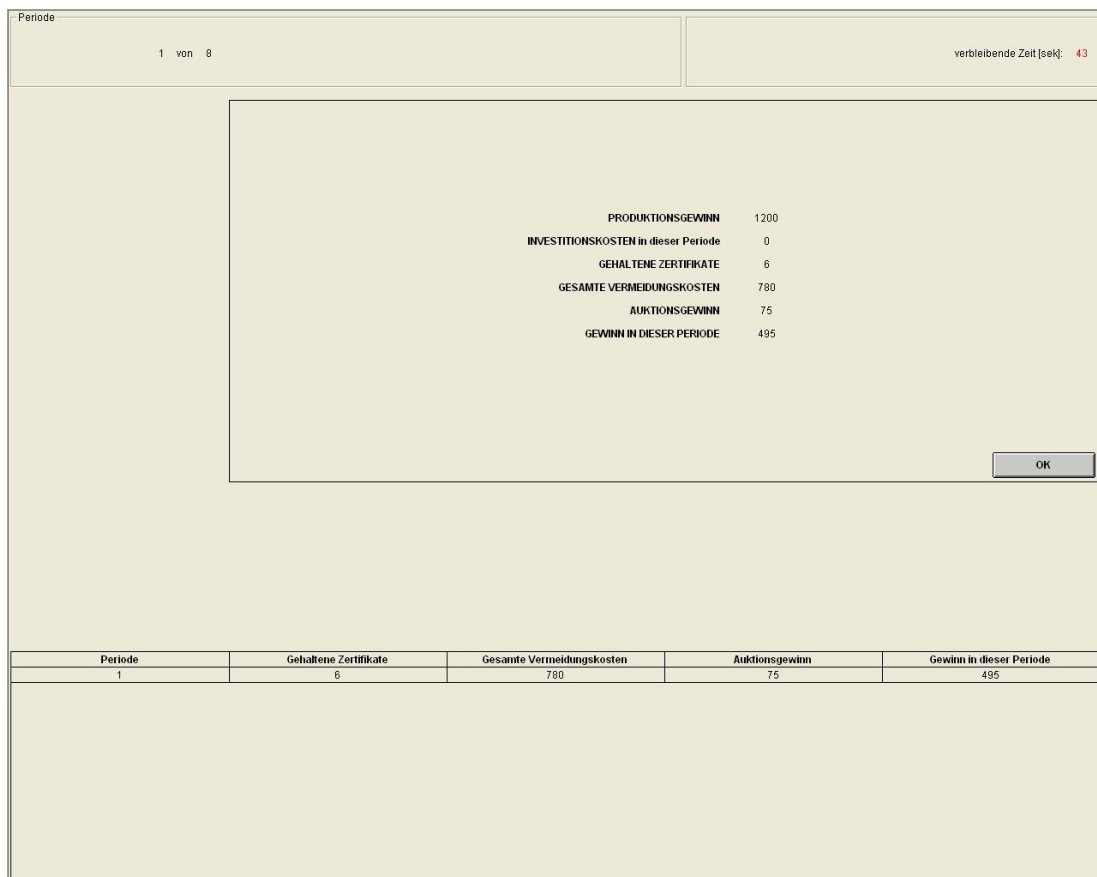 Periode
1 von 8
verbleibende Zeit [sek]: 43
PRODUKTIONSGEWINN 1200
INVESTITIONSKOSTEN in dieser Periode 0
GEHALTENE ZERTIFIKATE 6
GESAMTE VERMEIDUNGSKOSTEN 780
AUKTIONSGEWINN 75
GEWINN IN DIESER PERIODE 495
OK
Periode Gehaltene Zertifikate Gesamte Vermeidungskosten Auktionsgewinn Gewinn in dieser Periode
1 6 780 75 495